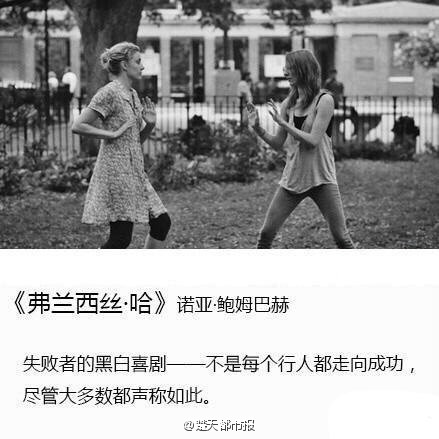 《弗兰西丝·哈》诺亚·鲍姆巴赫
失败者的黑白喜剧——不是每个行人都走向成功，
尽管大多数都声称如此。
@楚天都市报